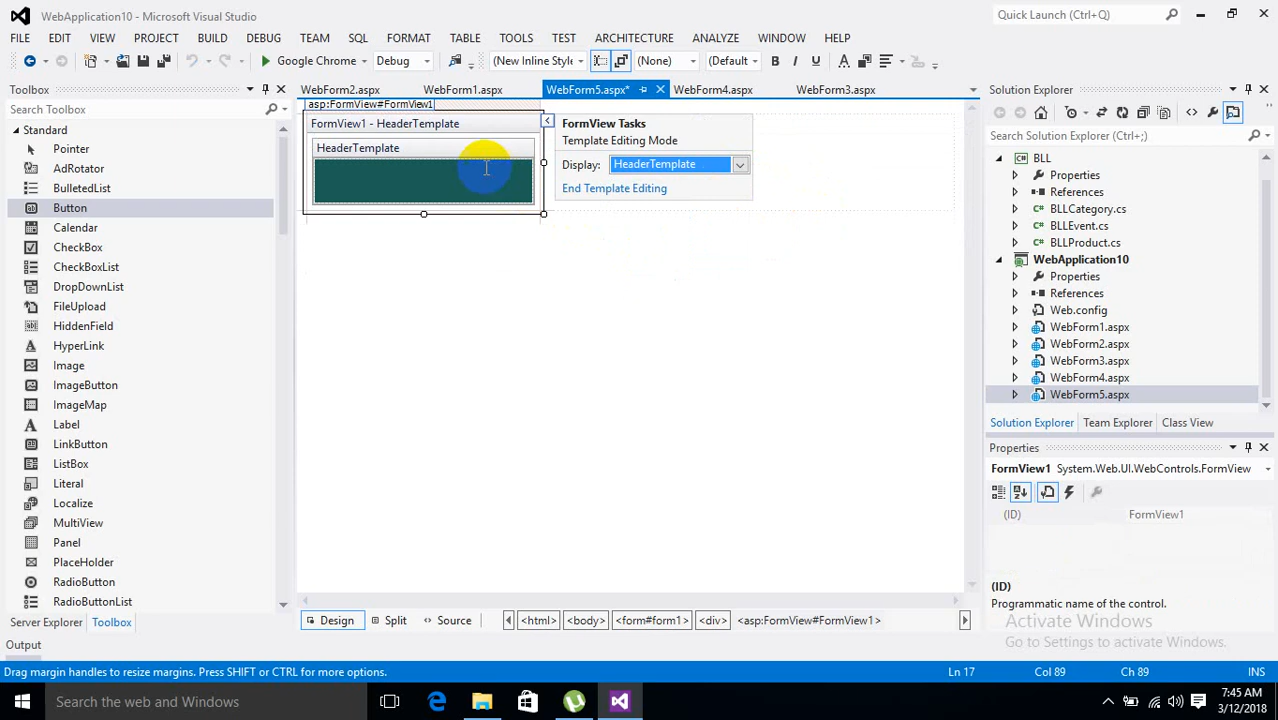 WebApplication10 - Microsoft Visual Studio
Quick Launch (Ctrl+Q)
FILE EDIT VIEW PROJECT BUILD DEBUG TEAM SQL FORMAT TABLE TOOLS TEST ARCHITECTURE ANALYZE WINDOW HELP
Google Chrome Debug (New Inline Style (None) (Default
Toolbox
WebForm2.aspx WebForm1.aspx WebForm5.aspx* WebForm4.aspx WebForm3.aspx
Solution Explorer
Search Toolbox
Standard
Pointer
AdRotator
BulletedList
Button
Calendar
CheckBox
CheckBoxList
DropDownList
FileUpload
HiddenField
HyperLink
Image
ImageButton
ImageMap
Label
LinkButton
ListBox
Literal
Localize
MultiView
Panel
PlaceHolder
RadioButton
RadioButtonList
Server Explorer Toolbox
asp:FormView#FormView1
FormView1 - HeaderTemplate
HeaderTemplate
FormView Tasks
Template Editing Mode
Display: HeaderTemplate
End Template Editing
Design Split Source <html> <body> <form#form1> <div> <asp:FormView#FormView1>
Search Solution Explorer (Ctrl+;)
BLL
Properties
References
BLLCategory.cs
BLLEvent.cs
BLLProduct.cs
WebApplication10
Properties
References
Web.config
WebForm1.aspx
WebForm2.aspx
WebForm3.aspx
WebForm4.aspx
WebForm5.aspx
Solution Explorer Team Explorer Class View
Properties
FormView1 System.Web.UI.WebControls.FormView
(ID) FormView1
(ID)
Programmatic name of the control.
Activate Windows
Go to Settings to activate Windows.
Output
Drag margin handles to resize margins. Press SHIFT or CTRL for more options. Ln 17 Col 89 Ch 89 INS
Search the web and Windows
7:45 AM
3/12/2018